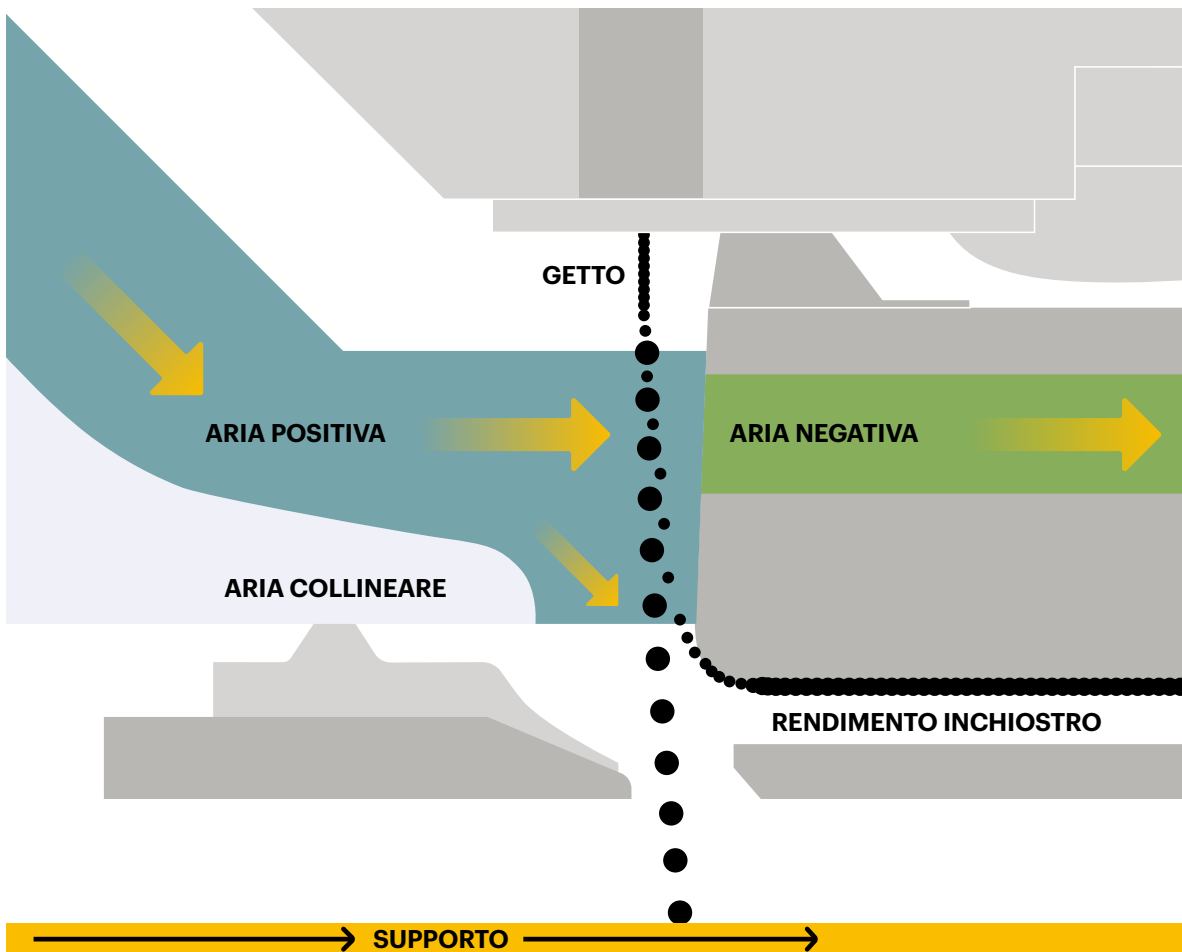 GETTO
ARIA POSITIVA
ARIA NEGATIVA
ARIA COLLINEARE
RENDIMENTO INCHIOSTRO
SUPPORTO